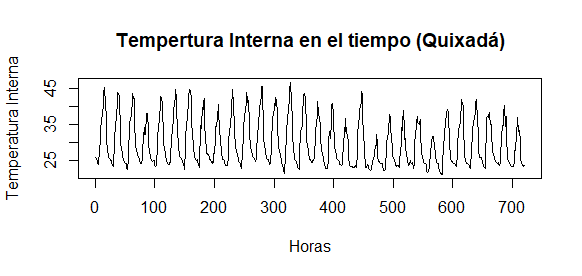 Tempertura Interna en el tiempo (Quixadá)
Temperatura Interna
45
35
25
0 100 200 300 400 500 600 700
Horas